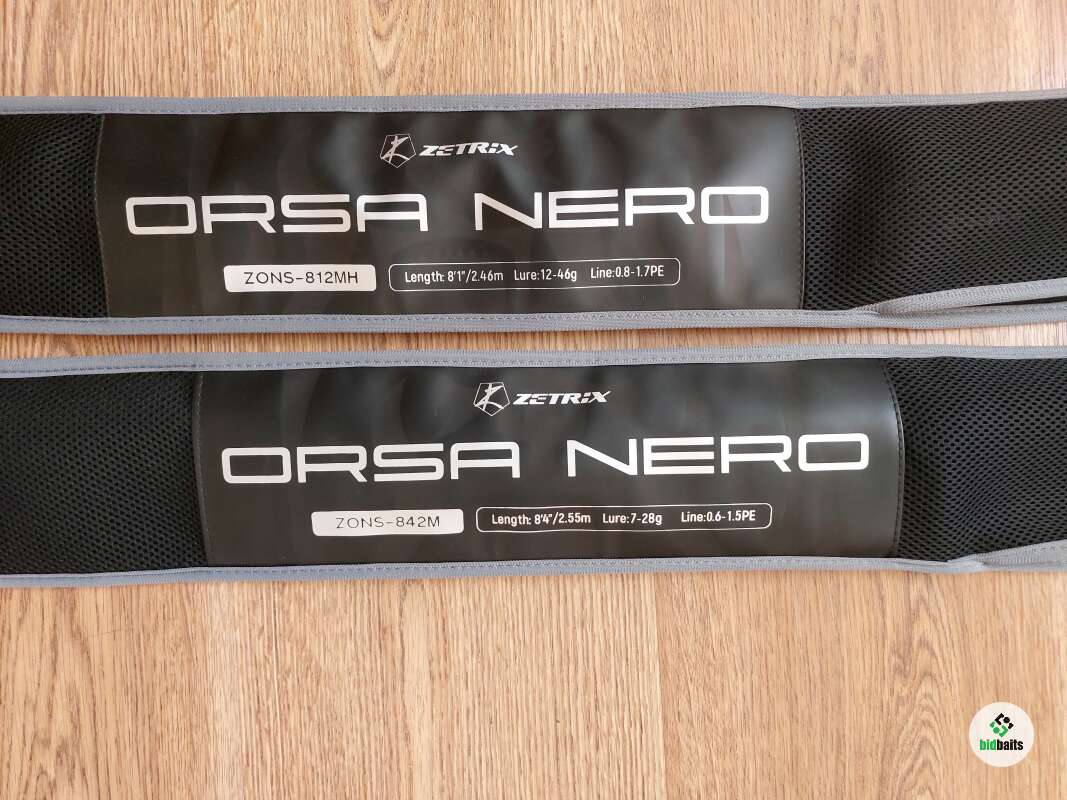 ZETRIX
ORSA NERO
ZONS-812MH Length: 8'1"/2.46m Lure:12-46g Line:0.8-1.7PE
ZETRIX
ORSA NERO
ZONS-842M Length: 8'4"/2.55m Lure:7-28g Line:0.6-1.5PE
bidbaits